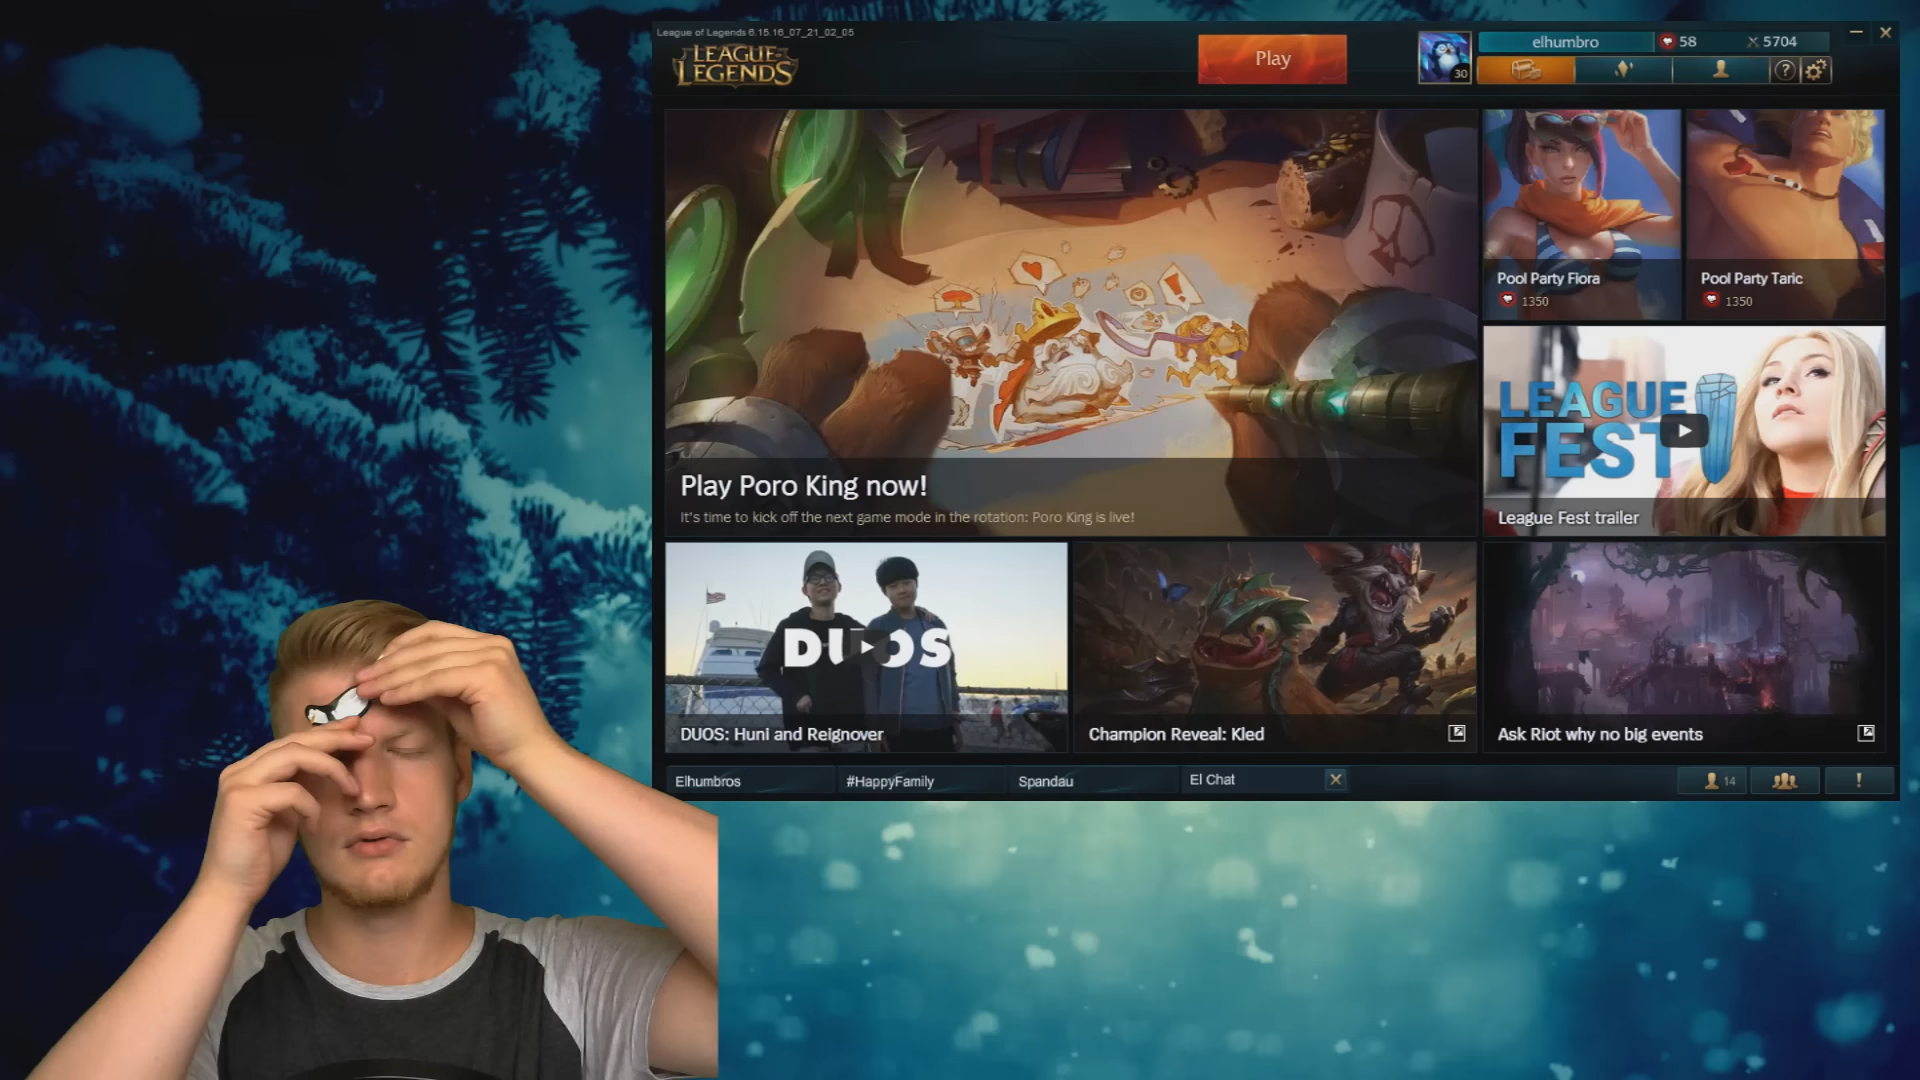 League of Legends 6.15.16_07_21_02_05
LEAGUE OF LEGENDS
Play
30
elhumbro
58
5704
?
Play Poro King now!
It's time to kick off the next game mode in the rotation: Poro King is live!
Pool Party Fiora
1350
Pool Party Taric
1350
LEAGUE
FEST
League Fest trailer
DUOS
DUOS: Huni and Reignover
Champion Reveal: Kled
Ask Riot why no big events
Elhumbros
#HappyFamily
Spandau
El Chat
14
!